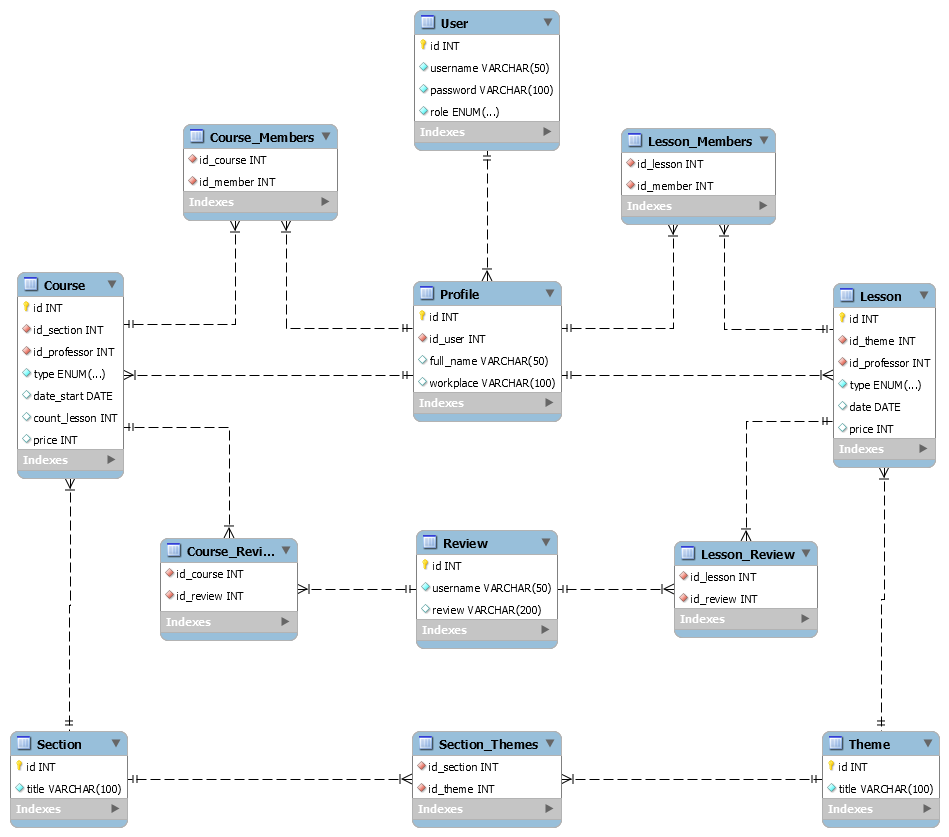 User
id INT
username VARCHAR(50)
password VARCHAR(100)
role ENUM(...)
Indexes
Course_Members
id_course INT
id_member INT
Indexes
Lesson_Members
id_lesson INT
id_member INT
Indexes
Course
id INT
id_section INT
id_professor INT
type ENUM(...)
date_start DATE
count_lesson INT
price INT
Indexes
Profile
id INT
id_user INT
full_name VARCHAR(50)
workplace VARCHAR(100)
Indexes
Lesson
id INT
id_theme INT
id_professor INT
type ENUM(...)
date DATE
price INT
Indexes
Course_Revi...
id_course INT
id_review INT
Indexes
Review
id INT
username VARCHAR(50)
review VARCHAR(200)
Indexes
Lesson_Review
id_lesson INT
id_review INT
Indexes
Section
id INT
title VARCHAR(100)
Indexes
Section_Themes
id_section INT
id_theme INT
Indexes
Theme
id INT
title VARCHAR(100)
Indexes